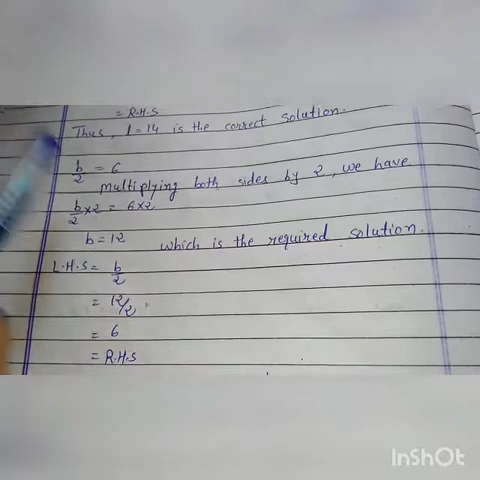 = R.H.S
Thus, l = 14 is the correct solution.
b/2 = 6
multiplying both sides by 2, we have
b/2 × 2 = 6 × 2
b = 12 which is the required solution.
L.H.S = b/2
= 12/2
= 6
= R.H.S
InShOt